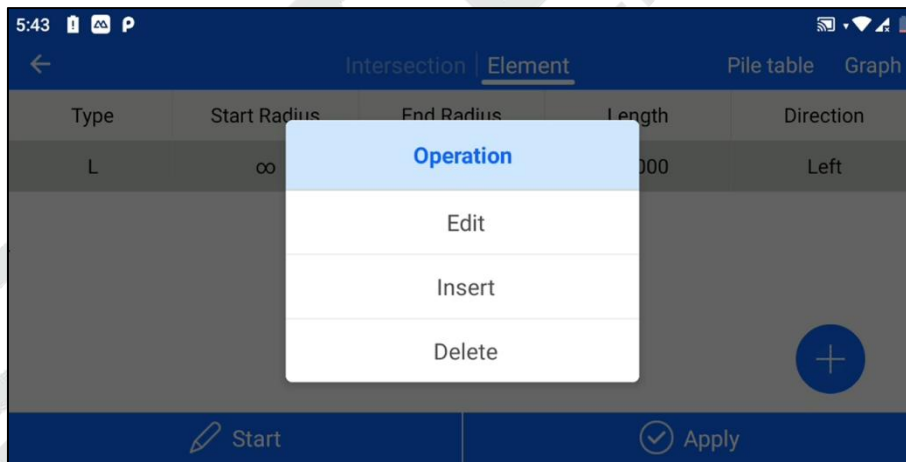 5:43
Intersection | Element Pile table Graph
Type Start Radius End Radius Length Direction
L ∞ 000 Left
Operation
Edit
Insert
Delete
Start Apply